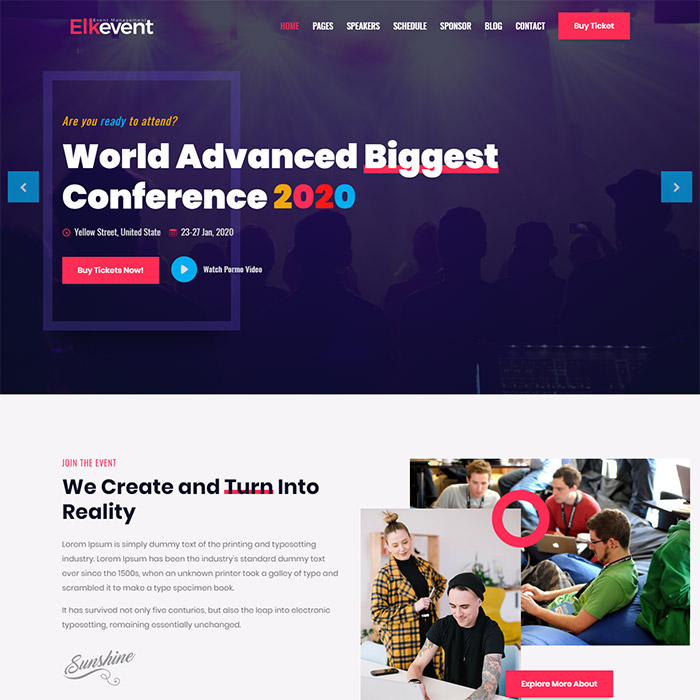 Event Management
Elkevent
HOME PAGES SPEAKERS SCHEDULE SPONSOR BLOG CONTACT Buy Ticket
Are you ready to attend?
World Advanced Biggest
Conference 2020
Yellow Street, United State 23-27 Jan, 2020
Buy Tickets Now! Watch Pormo Video
JOIN THE EVENT
We Create and Turn Into
Reality
Lorem Ipsum is simply dummy text of the printing and typesetting
industry. Lorem Ipsum has been the industry's standard dummy text
ever since the 1500s, when an unknown printer took a galley of type and
scrambled it to make a type specimen book.
It has survived not only five centuries, but also the leap into electronic
typesetting, remaining essentially unchanged.
Sunshine
Explore More About